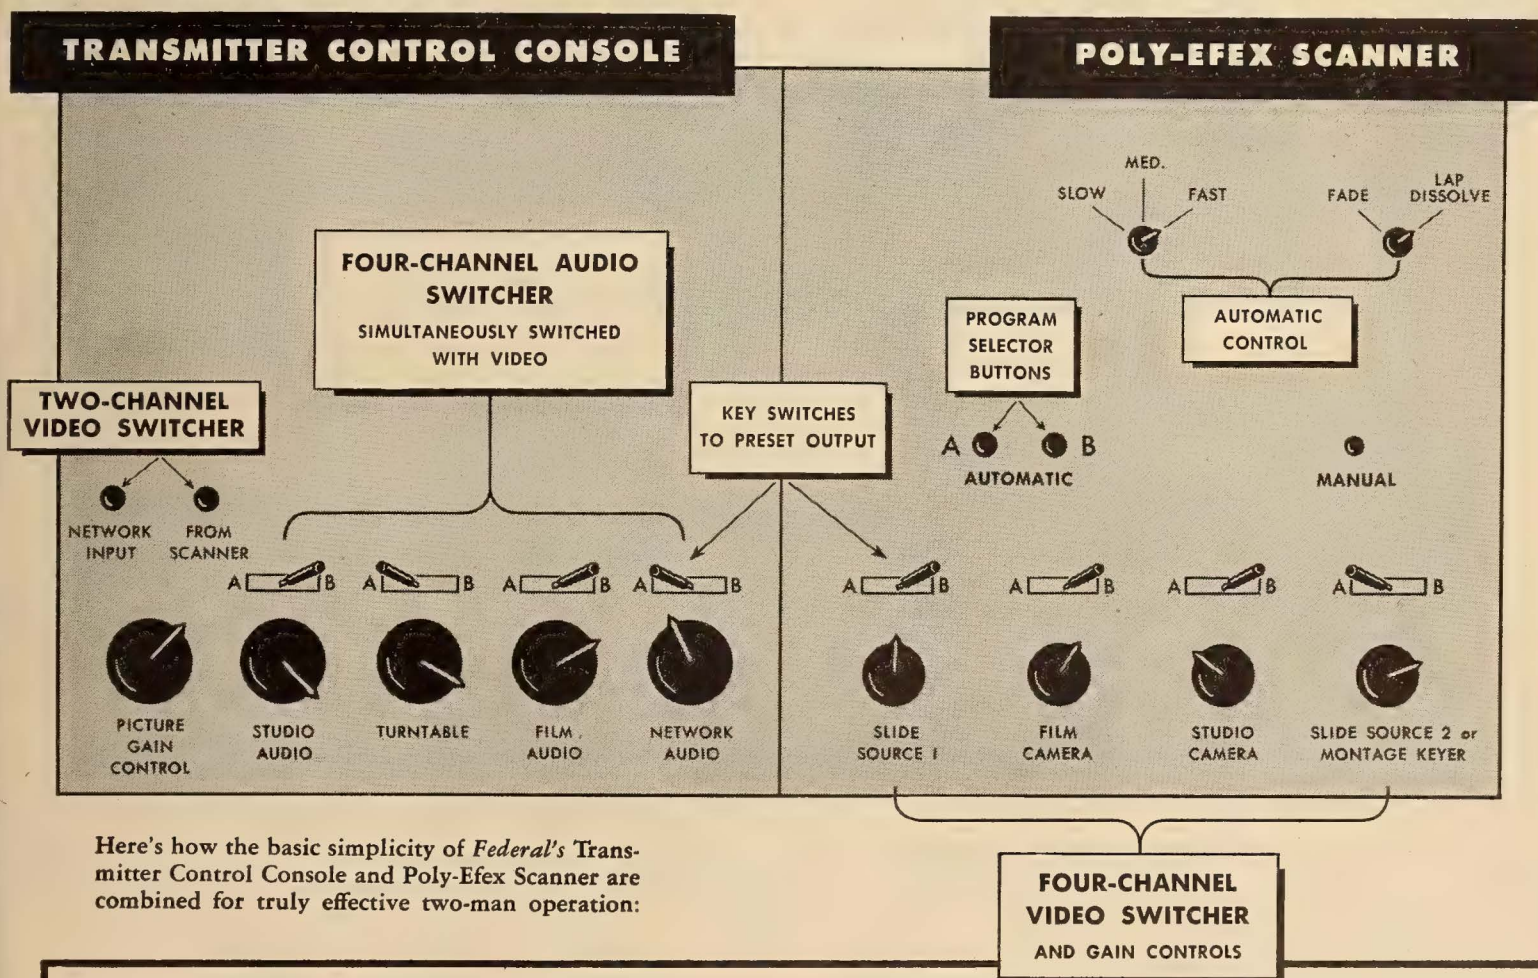 TRANSMITTER CONTROL CONSOLE
POLY-EFEX SCANNER
MED.
SLOW
FAST
FADE
LAP
DISSOLVE
FOUR-CHANNEL AUDIO
SWITCHER
SIMULTANEOUSLY SWITCHED
WITH VIDEO
PROGRAM
SELECTOR
BUTTONS
AUTOMATIC
CONTROL
TWO-CHANNEL
VIDEO SWITCHER
KEY SWITCHES
TO PRESET OUTPUT
A B
AUTOMATIC
MANUAL
NETWORK
INPUT
FROM
SCANNER
A B
A B
A B
A B
A B
A B
A B
A B
PICTURE
GAIN
CONTROL
STUDIO
AUDIO
TURNTABLE
FILM
AUDIO
NETWORK
AUDIO
SLIDE
SOURCE 1
FILM
CAMERA
STUDIO
CAMERA
SLIDE SOURCE 2 or
MONTAGE KEYER
Here's how the basic simplicity of Federal's Trans-
mitter Control Console and Poly-Efex Scanner are
combined for truly effective two-man operation:
FOUR-CHANNEL
VIDEO SWITCHER
AND GAIN CONTROLS